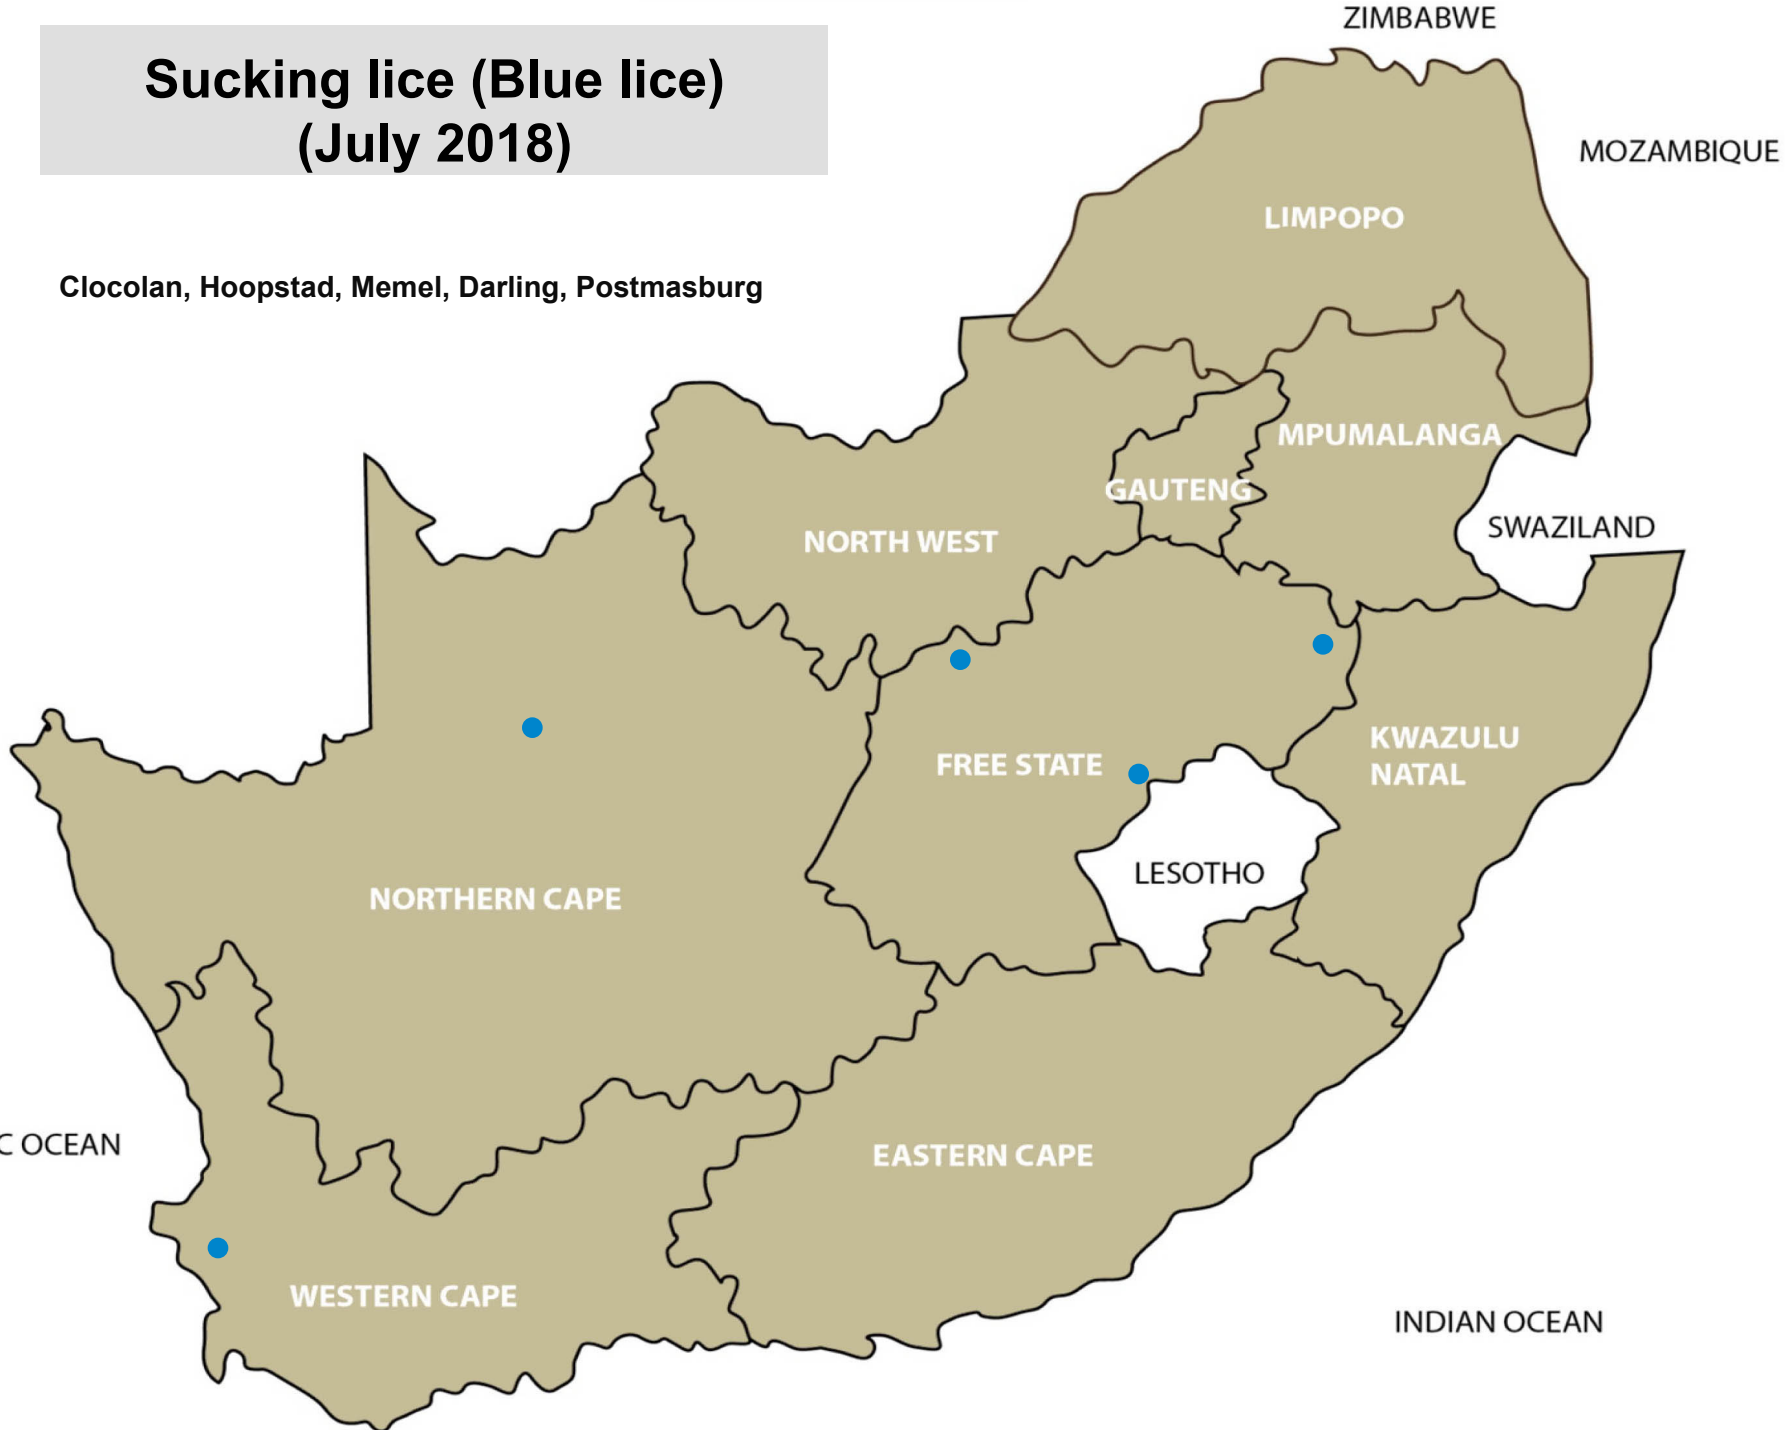 Sucking lice (Blue lice)
(July 2018)
Clocolan, Hoopstad, Memel, Darling, Postmasburg
ZIMBABWE
MOZAMBIQUE
LIMPOPO
MPUMALANGA
GAUTENG
NORTH WEST
SWAZILAND
FREE STATE
KWAZULU
NATAL
LESOTHO
NORTHERN CAPE
C OCEAN
EASTERN CAPE
WESTERN CAPE
INDIAN OCEAN